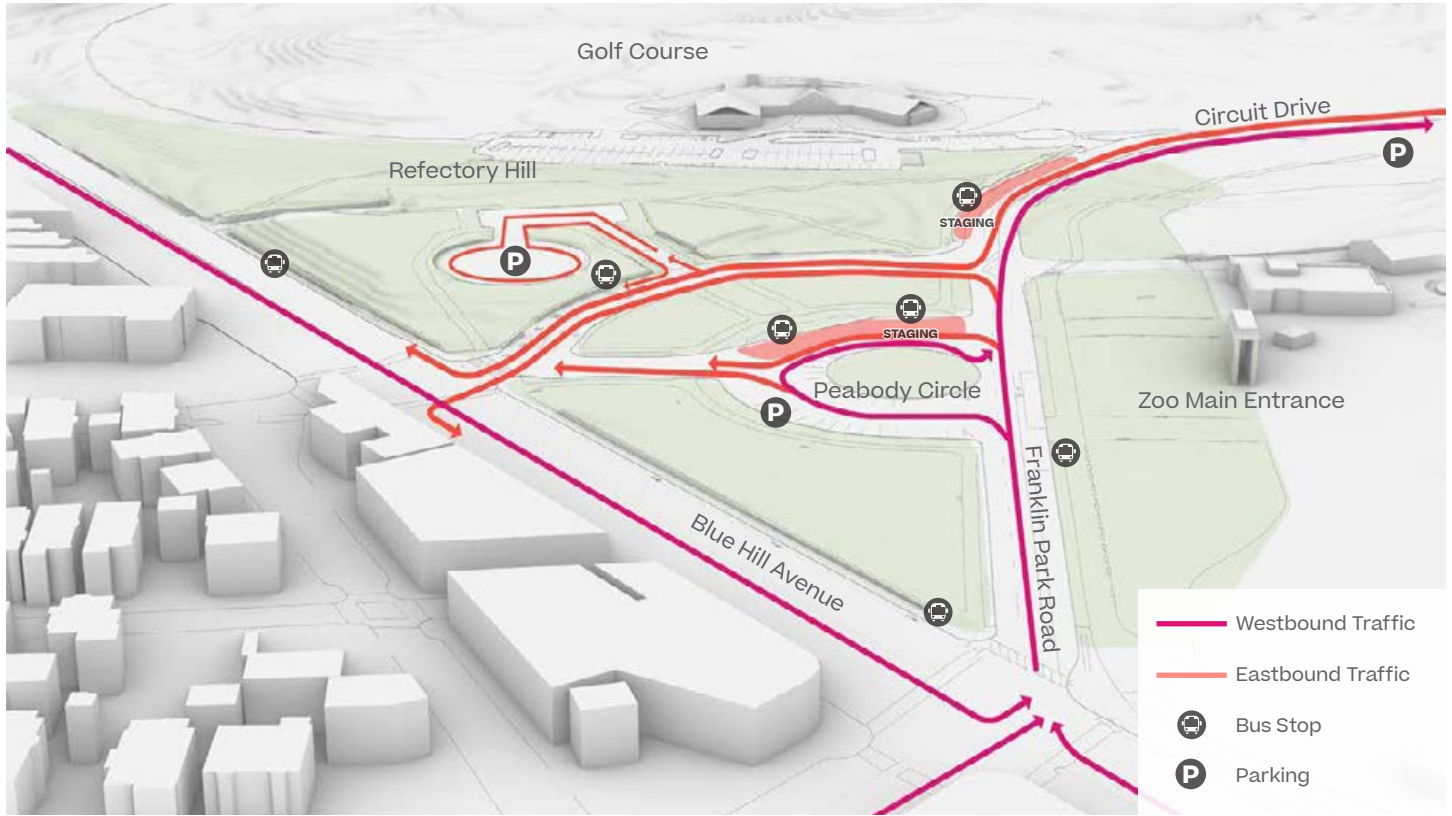 Golf Course
Circuit Drive
P
Refectory Hill
STAGING
P
STAGING
Peabody Circle
P
Zoo Main Entrance
Franklin Park Road
Blue Hill Avenue
Westbound Traffic
Eastbound Traffic
Bus Stop
P Parking